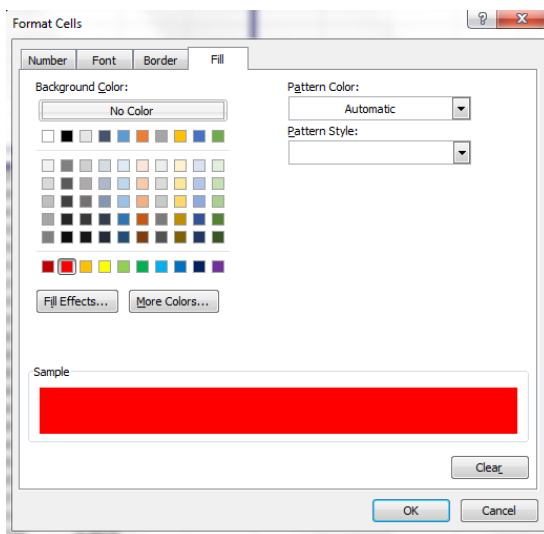 Format Cells
?
X
Number Font Border Fill
Background Color:
No Color
Pattern Color:
Automatic
Pattern Style:
Fill Effects... More Colors...
Sample
Clear
OK Cancel